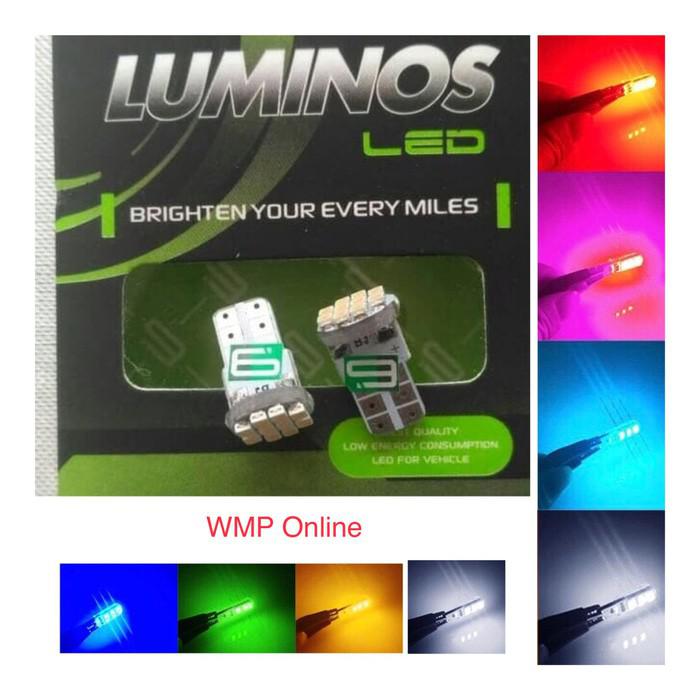 LUMINOS
LED
BRIGHTEN YOUR EVERY MILES
QUALITY
LOW ENERGY CONSUMPTION
LED FOR VEHICLE
WMP Online